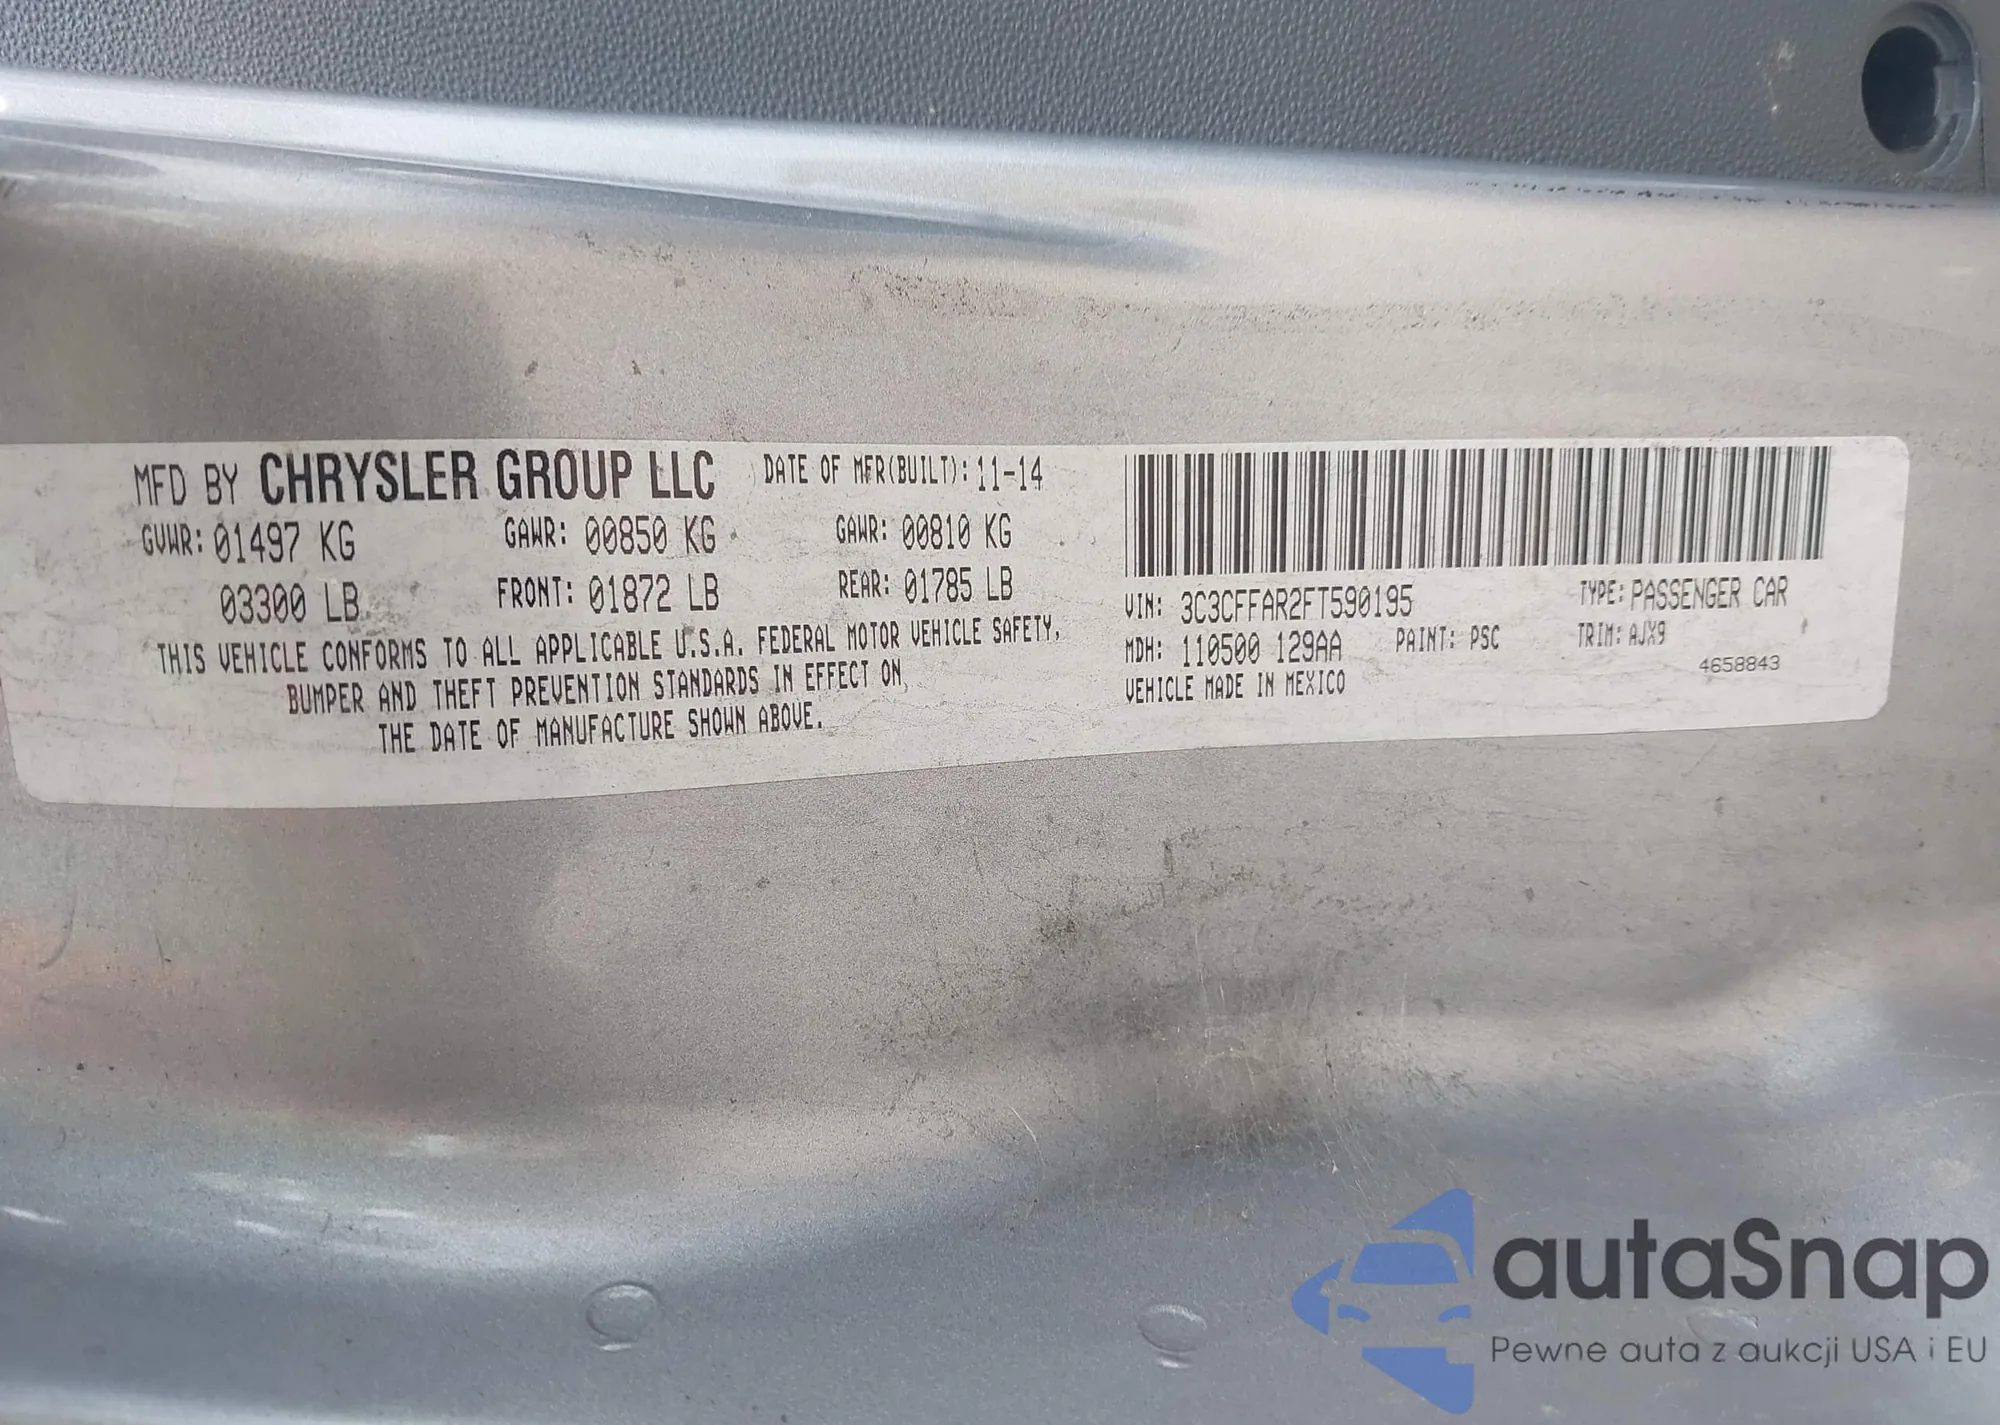 MFD BY CHRYSLER GROUP LLC DATE OF MFR(BUILT): 11-14
GVWR: 01497 KG GAWR: 00850 KG GAWR: 00810 KG
03300 LB FRONT: 01872 LB REAR: 01785 LB
THIS VEHICLE CONFORMS TO ALL APPLICABLE U.S.A. FEDERAL MOTOR VEHICLE SAFETY,
BUMPER AND THEFT PREVENTION STANDARDS IN EFFECT ON
THE DATE OF MANUFACTURE SHOWN ABOVE.
VIN: 3C3CFFAR2FT590195 TYPE: PASSENGER CAR
MDH: 110500 129AA PAINT: PSC TRIM: AJX9
VEHICLE MADE IN MEXICO 4658843
autaSnap
Pewne auta z aukcji USA i EU